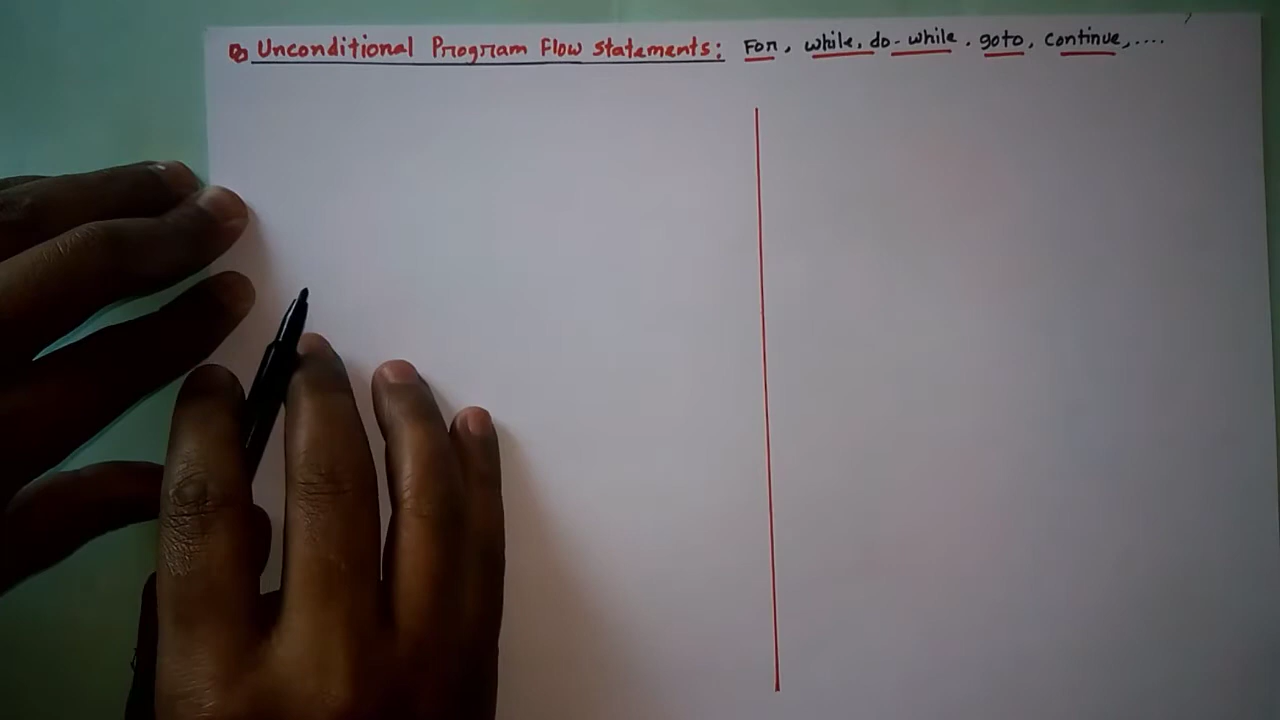 Unconditional Program Flow statements: For, while, do-while, goto, Continue,....